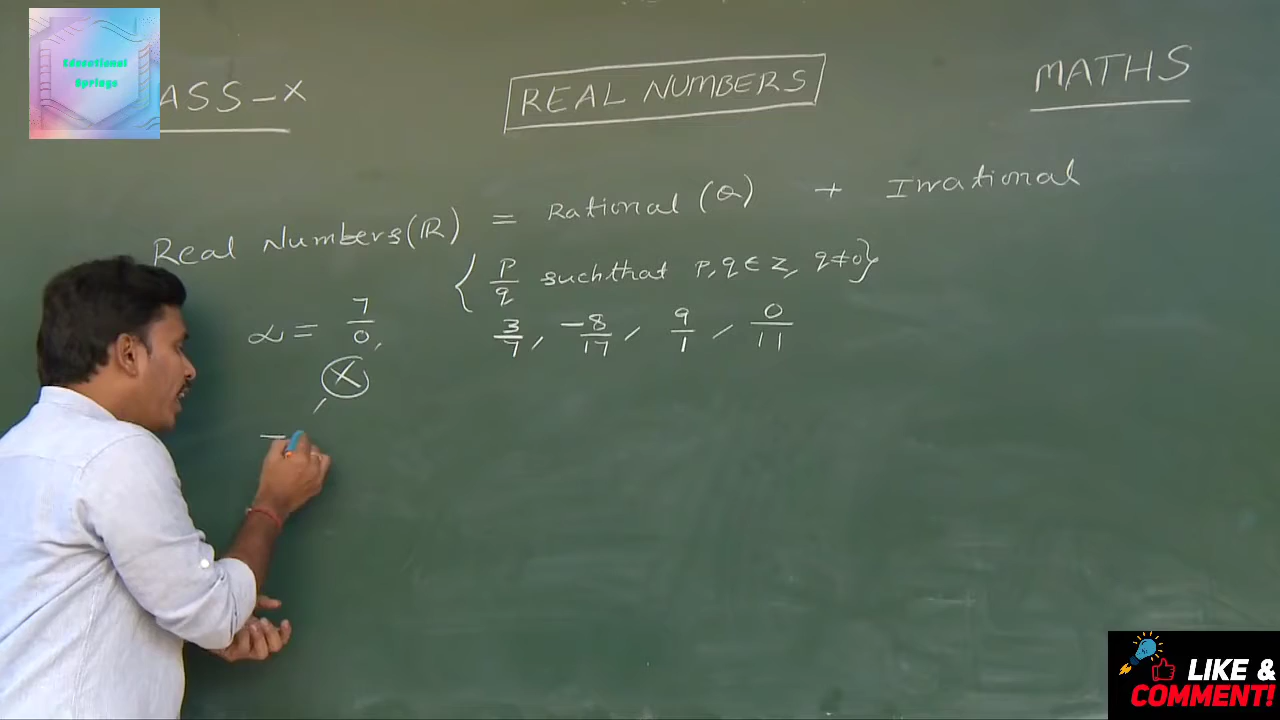 Educational
Springs
ASS-X
REAL NUMBERS
MATHS
Real Numbers(R) = Rational (Q) + Irrational
{ P/q suchthat P, q ∈ Z, q≠0}
∝ = 7/0, 3/7, -8/17, 9/1, 0/11
X
LIKE &
COMMENT!